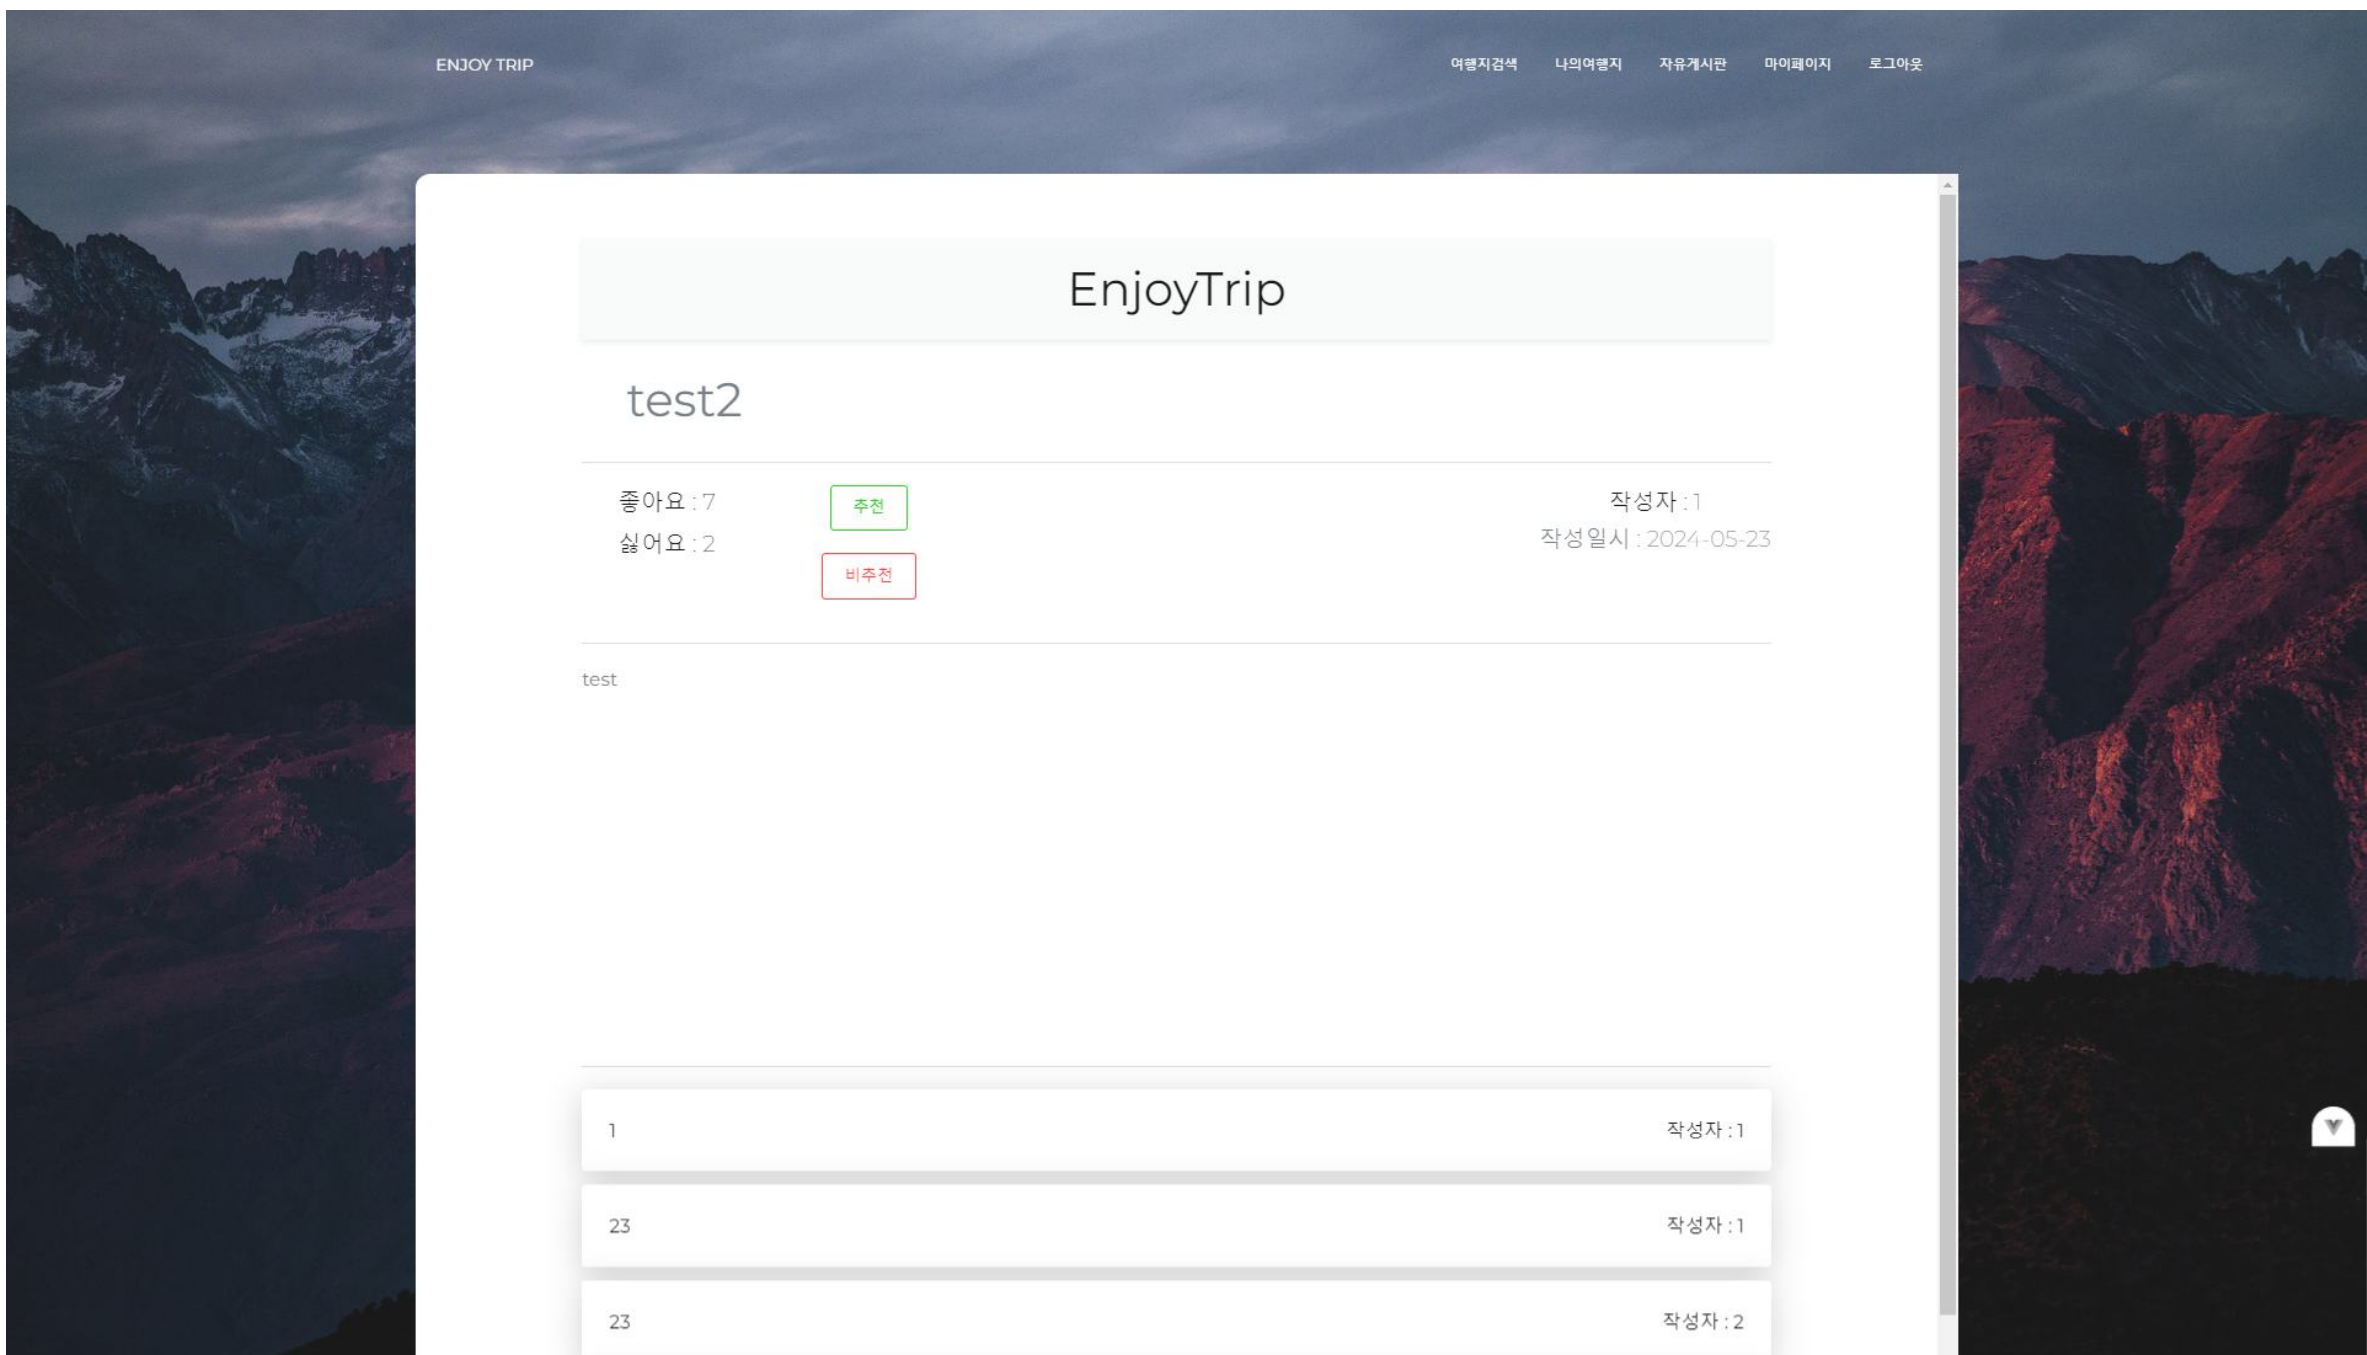 ENJOY TRIP 여행지검색 나의여행지 자유게시판 마이페이지 로그아웃
EnjoyTrip
test2
좋아요 : 7 추천 작성자 : 1
싫어요 : 2 작성일시 : 2024-05-23
비추천
test
1 작성자 : 1
23 작성자 : 1
23 작성자 : 2